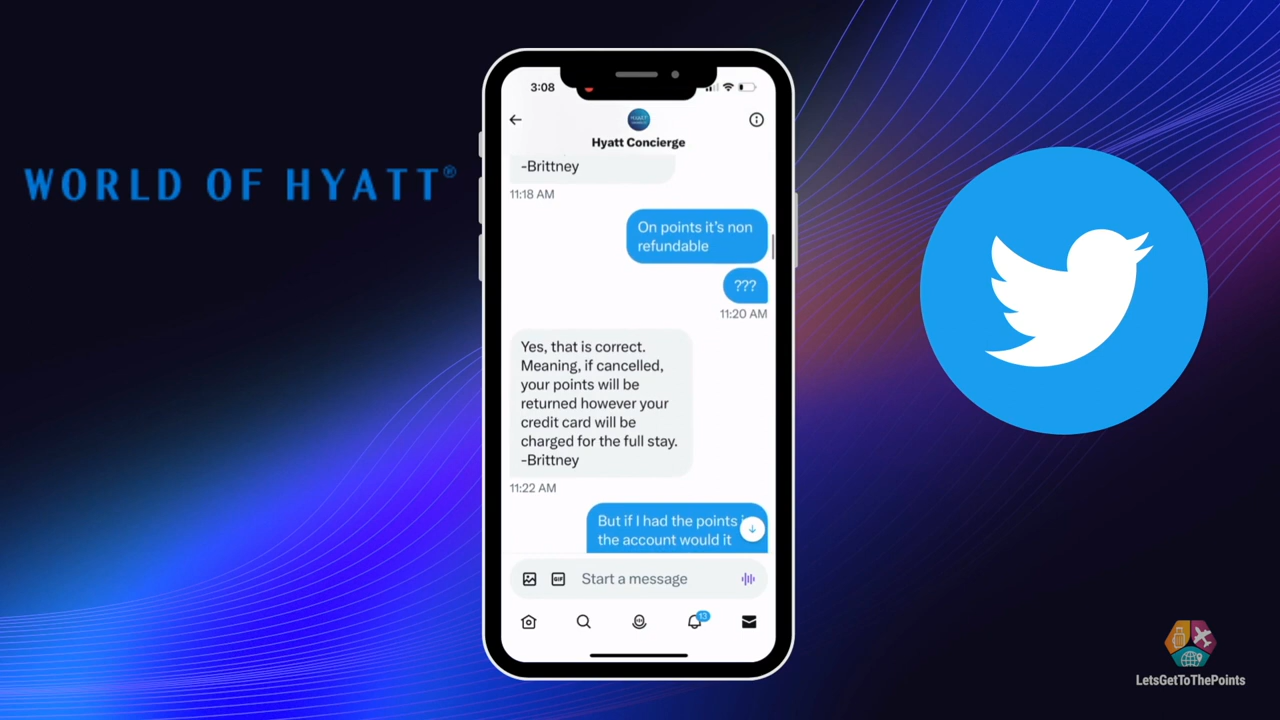 WORLD OF HYATT®
3:08
HYATT
Hyatt Concierge
-Brittney
11:18 AM
On points it's non
refundable
???
11:20 AM
Yes, that is correct.
Meaning, if cancelled,
your points will be
returned however your
credit card will be
charged for the full stay.
-Brittney
11:22 AM
But if I had the points
the account would it
GIF
Start a message
13
LetsGetToThePoints